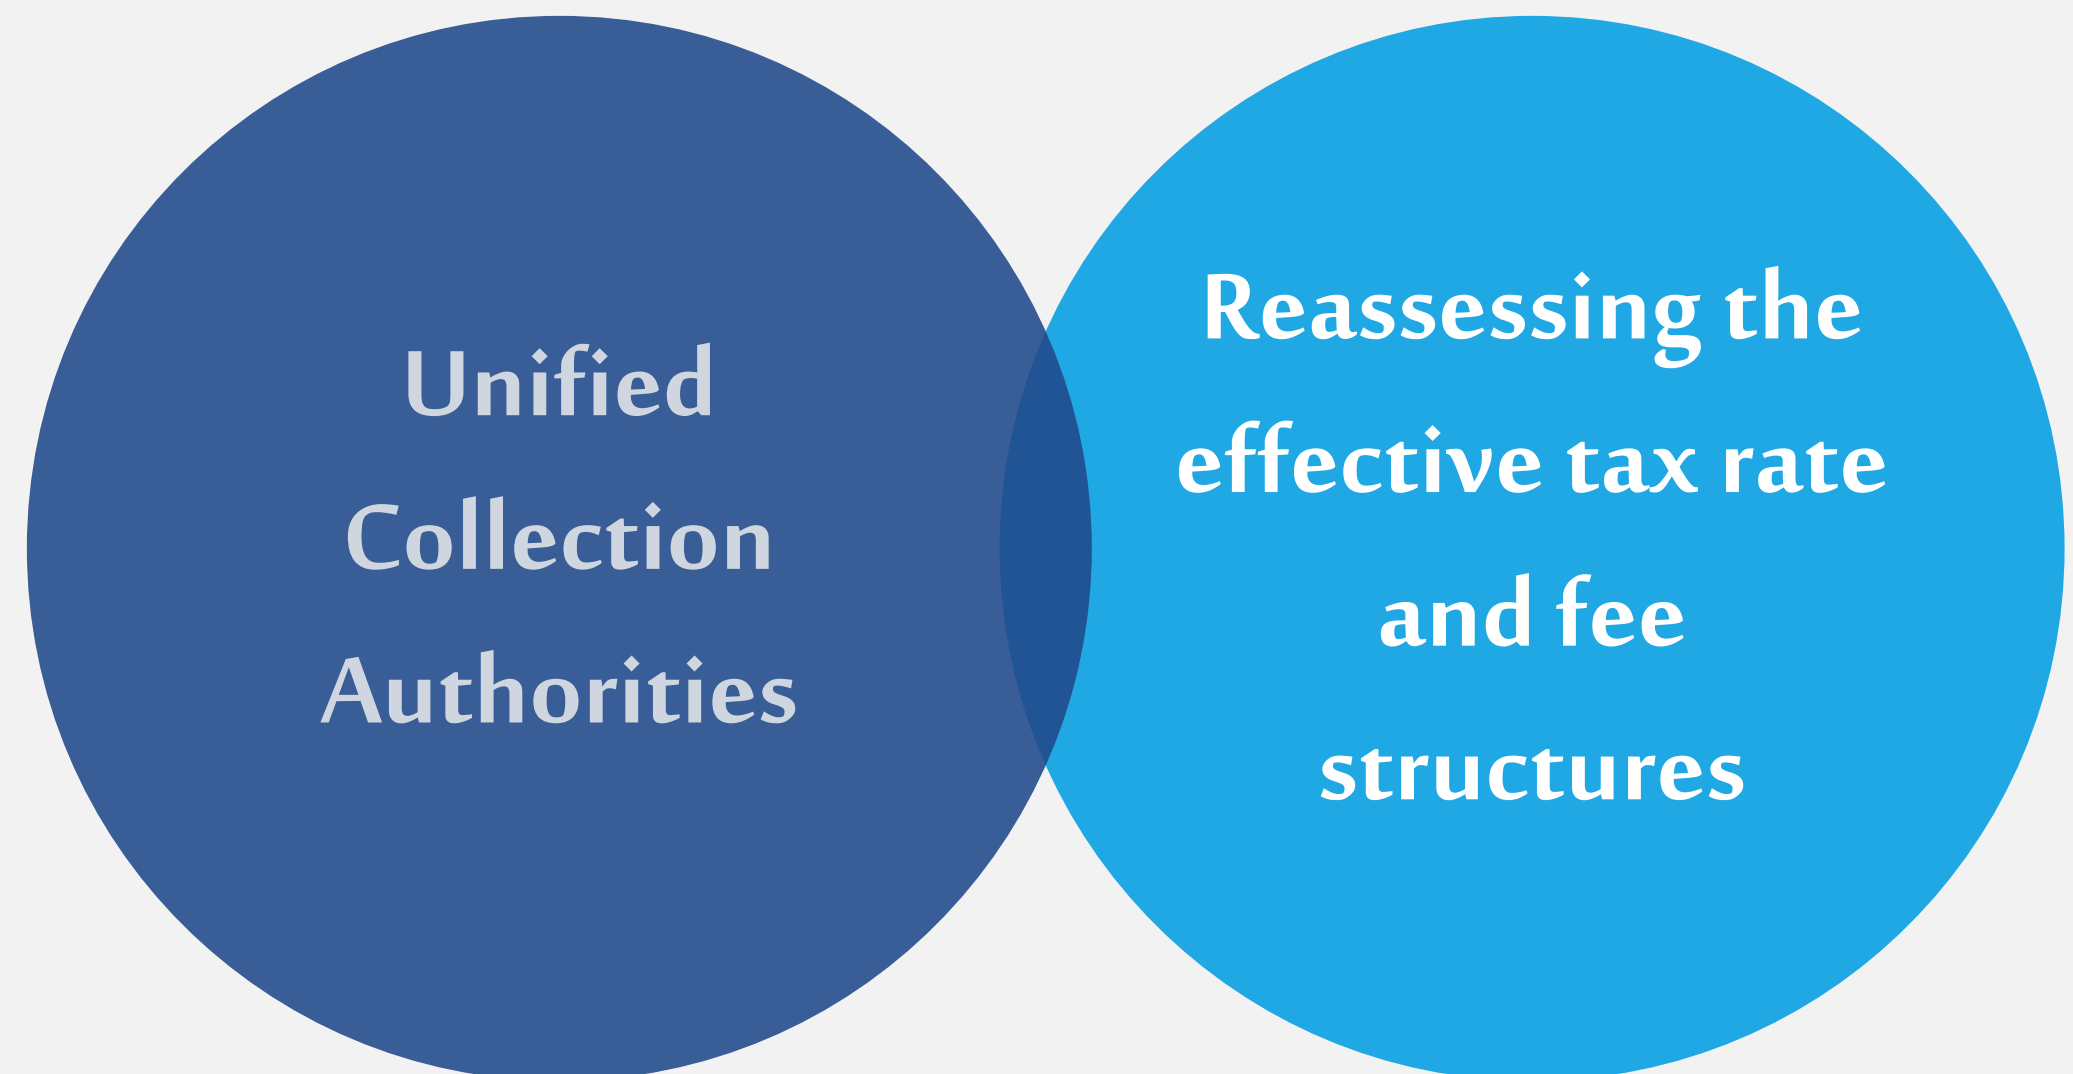 Unified
Collection
Authorities
Reassessing the
effective tax rate
and fee
structures